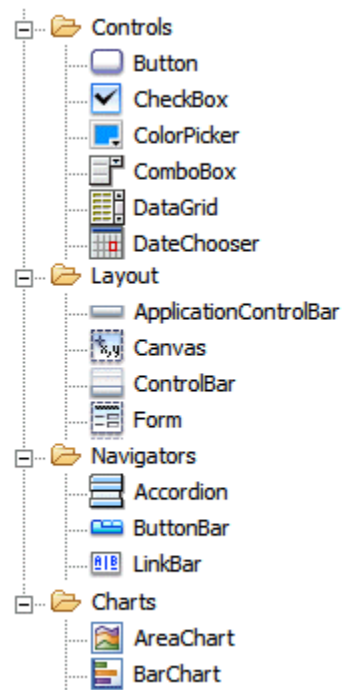 Controls
Button
CheckBox
ColorPicker
ComboBox
DataGrid
DateChooser
Layout
ApplicationControlBar
Canvas
ControlBar
Form
Navigators
Accordion
ButtonBar
LinkBar
Charts
AreaChart
BarChart